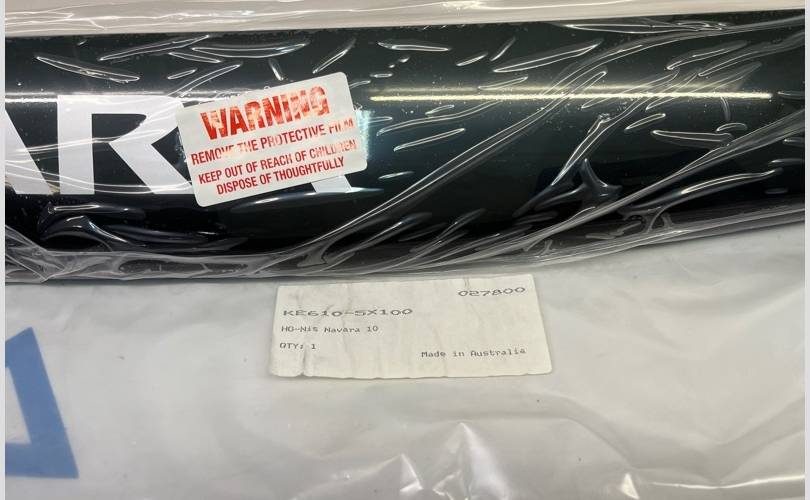 ARA
WARNING
REMOVE THE PROTECTIVE FILM
KEEP OUT OF REACH OF CHILDREN
DISPOSE OF THOUGHTFULLY
027800
KE610-5X100
HG-Nis Navara 10
QTY: 1
Made in Australia